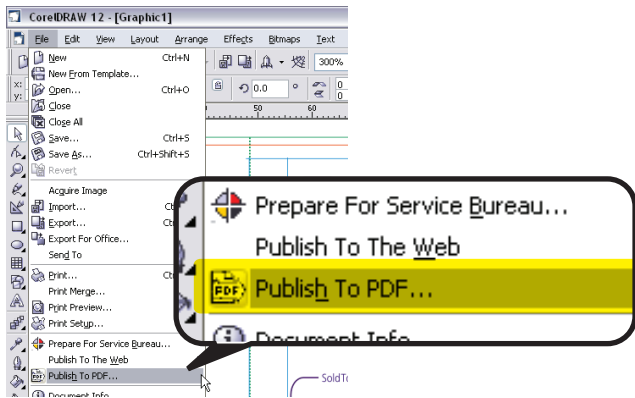 CorelDRAW 12 - [Graphic1]
File Edit View Layout Arrange Effects Bitmaps Text
New Ctrl+N
New From Template...
Open... Ctrl+O
Close
Close All
Save... Ctrl+S
Save As... Ctrl+Shift+S
Revert
Acquire Image
Import...
Export...
Export For Office...
Send To
Print...
Print Merge...
Print Preview...
Print Setup...
Prepare For Service Bureau...
Publish To The Web
Publish To PDF...
Document Info
300%
x:
y:
0.0 °
0
0
50 60
Prepare For Service Bureau...
Publish To The Web
PDF Publish To PDF...
Document Info